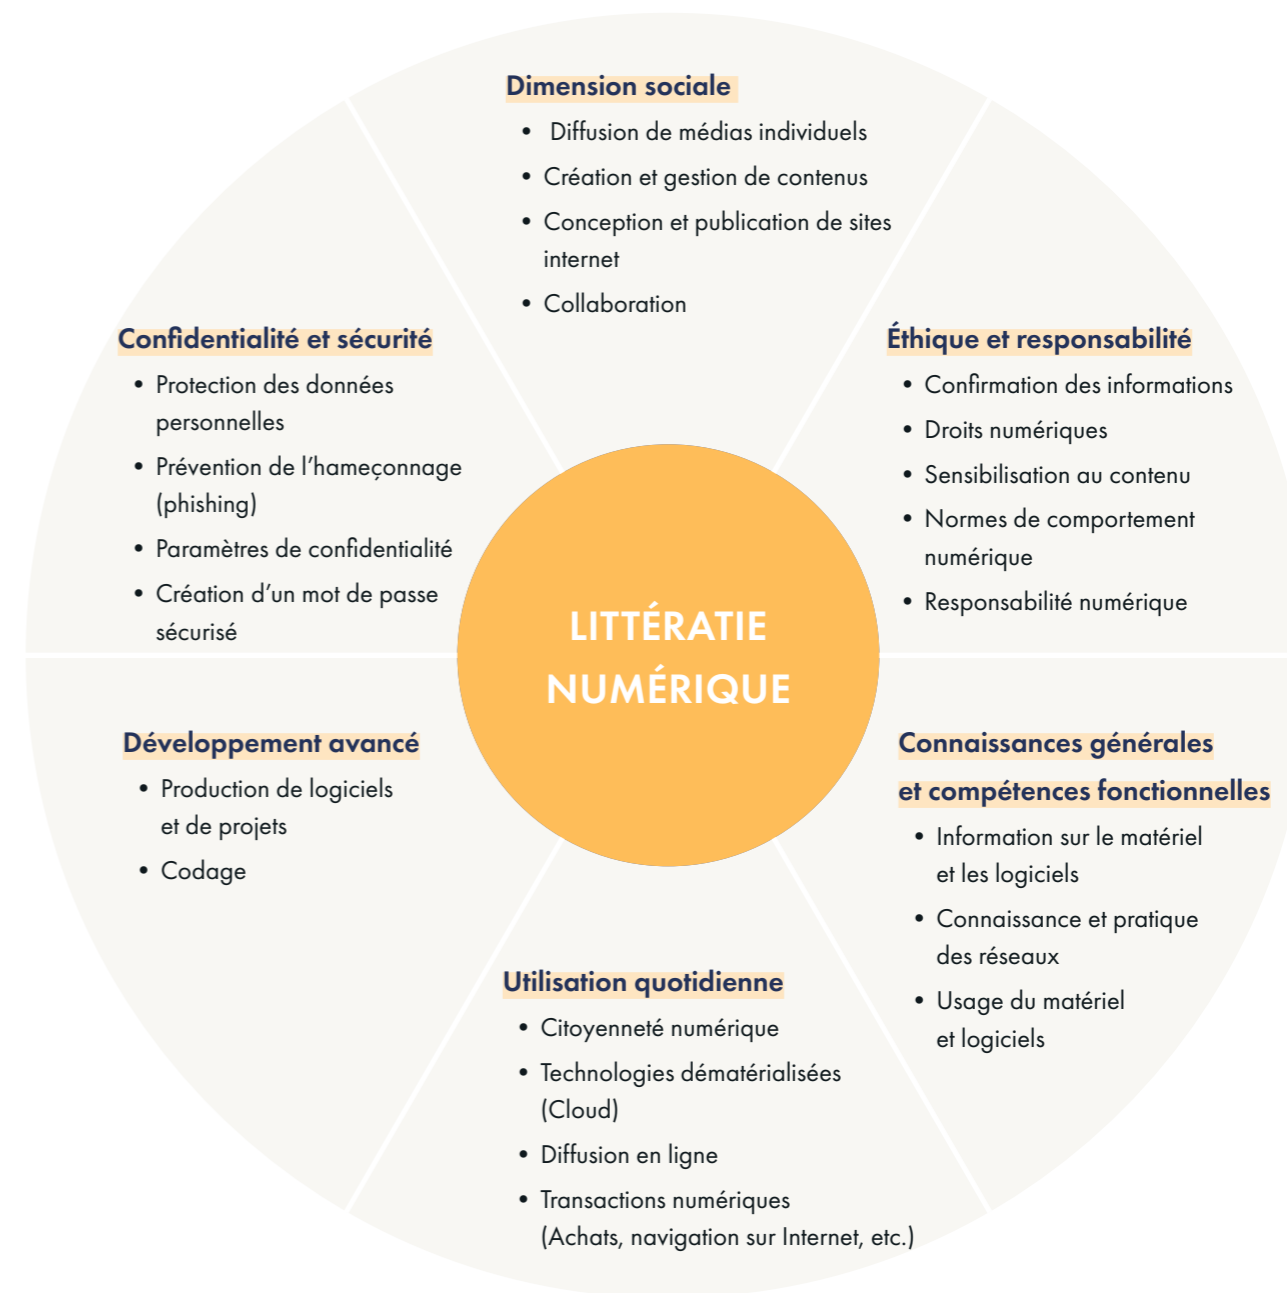 Dimension sociale
• Diffusion de médias individuels
• Création et gestion de contenus
• Conception et publication de sites
internet
• Collaboration
Confidentialité et sécurité
• Protection des données
personnelles
• Prévention de l'hameçonnage
(phishing)
• Paramètres de confidentialité
• Création d'un mot de passe
sécurisé
Éthique et responsabilité
• Confirmation des informations
• Droits numériques
• Sensibilisation au contenu
• Normes de comportement
numérique
• Responsabilité numérique
LITTÉRATIE
NUMÉRIQUE
Développement avancé
• Production de logiciels
et de projets
• Codage
Connaissances générales
et compétences fonctionnelles
• Information sur le matériel
et les logiciels
• Connaissance et pratique
des réseaux
• Usage du matériel
et logiciels
Utilisation quotidienne
• Citoyenneté numérique
• Technologies dématérialisées
(Cloud)
• Diffusion en ligne
• Transactions numériques
(Achats, navigation sur Internet, etc.)